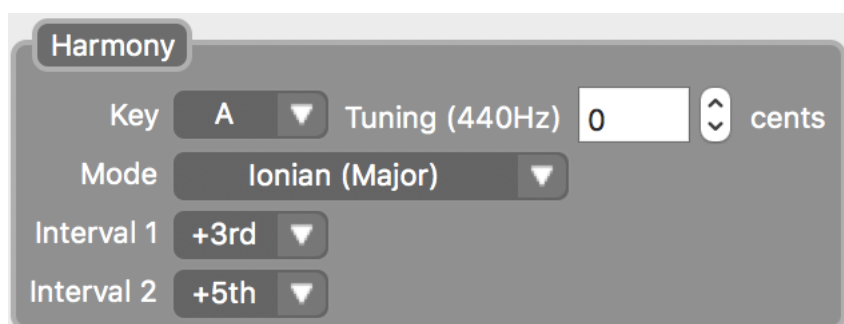 Harmony
Key A Tuning (440Hz) 0 cents
Mode Ionian (Major)
Interval 1 +3rd
Interval 2 +5th